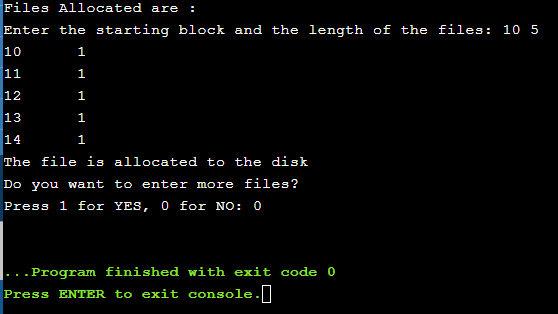 Files Allocated are :
Enter the starting block and the length of the files: 10 5
10 1
11 1
12 1
13 1
14 1
The file is allocated to the disk
Do you want to enter more files?
Press 1 for YES, 0 for NO: 0
...Program finished with exit code 0
Press ENTER to exit console.